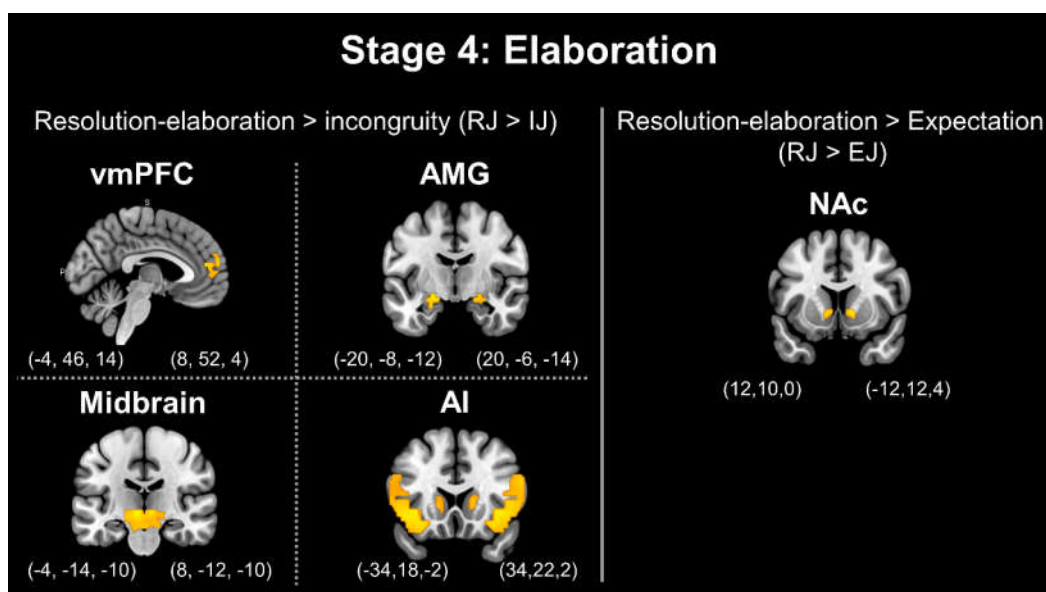 Stage 4: Elaboration
Resolution-elaboration > incongruity (RJ > IJ)
vmPFC
S
(-4, 46, 14) (8, 52, 4)
AMG
(-20, -8, -12) (20, -6, -14)
Midbrain
(-4, -14, -10) (8, -12, -10)
AI
(-34,18,-2) (34,22,2)
Resolution-elaboration > Expectation
(RJ > EJ)
NAc
(12,10,0) (-12,12,4)